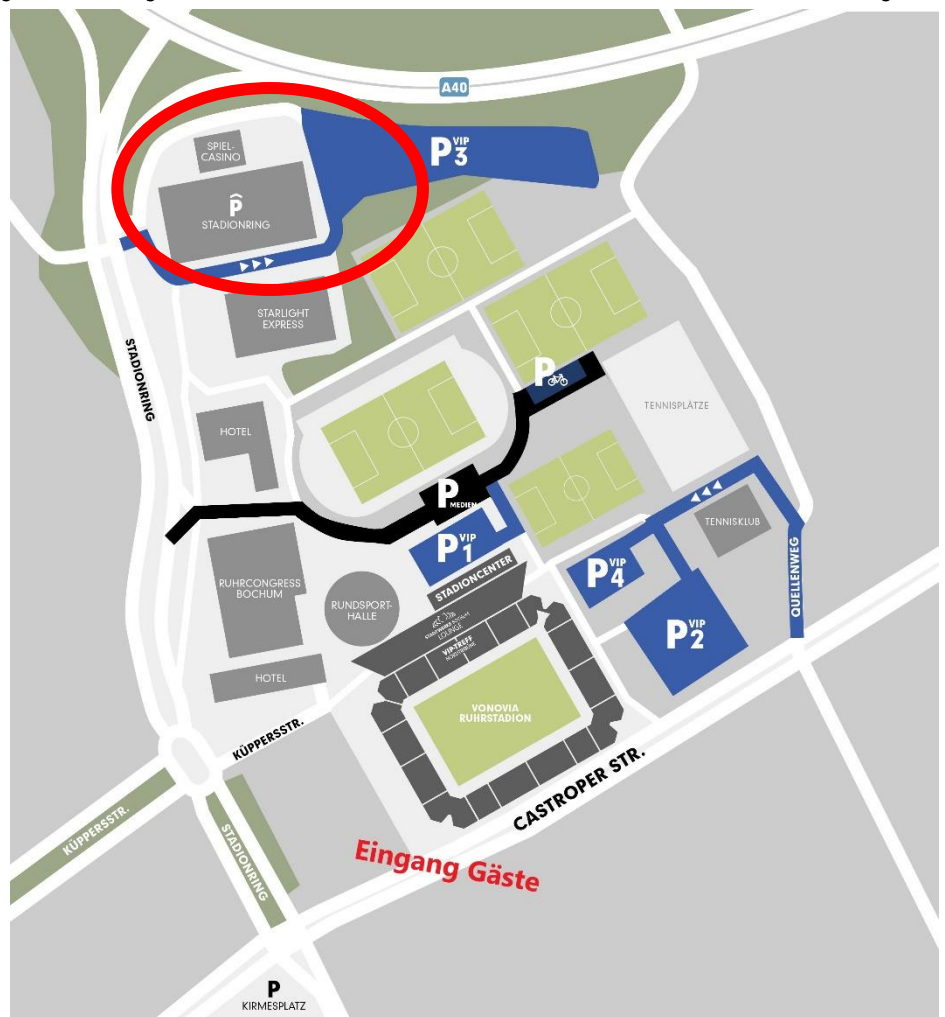 A40
SPIEL-
CASINO
P VIP 3
P
STADIONRING
STARLIGHT
EXPRESS
STADIONRING
P
TENNISPLÄTZE
HOTEL
P
MEDIEN
TENNISKLUB
P VIP 1
STADIONCENTER
P VIP 4
QUELLENWEG
RUHRCONGRESS
BOCHUM
RUNDSPORT-
HALLE
LOUNGE
VIP-TREFF
P VIP 2
HOTEL
VONOVIA
RUHRSTADION
KÜPPERSSTR.
CASTROPER STR.
KÜPPERSSTR.
STADIONRING
Eingang Gäste
P
KIRMESPLATZ